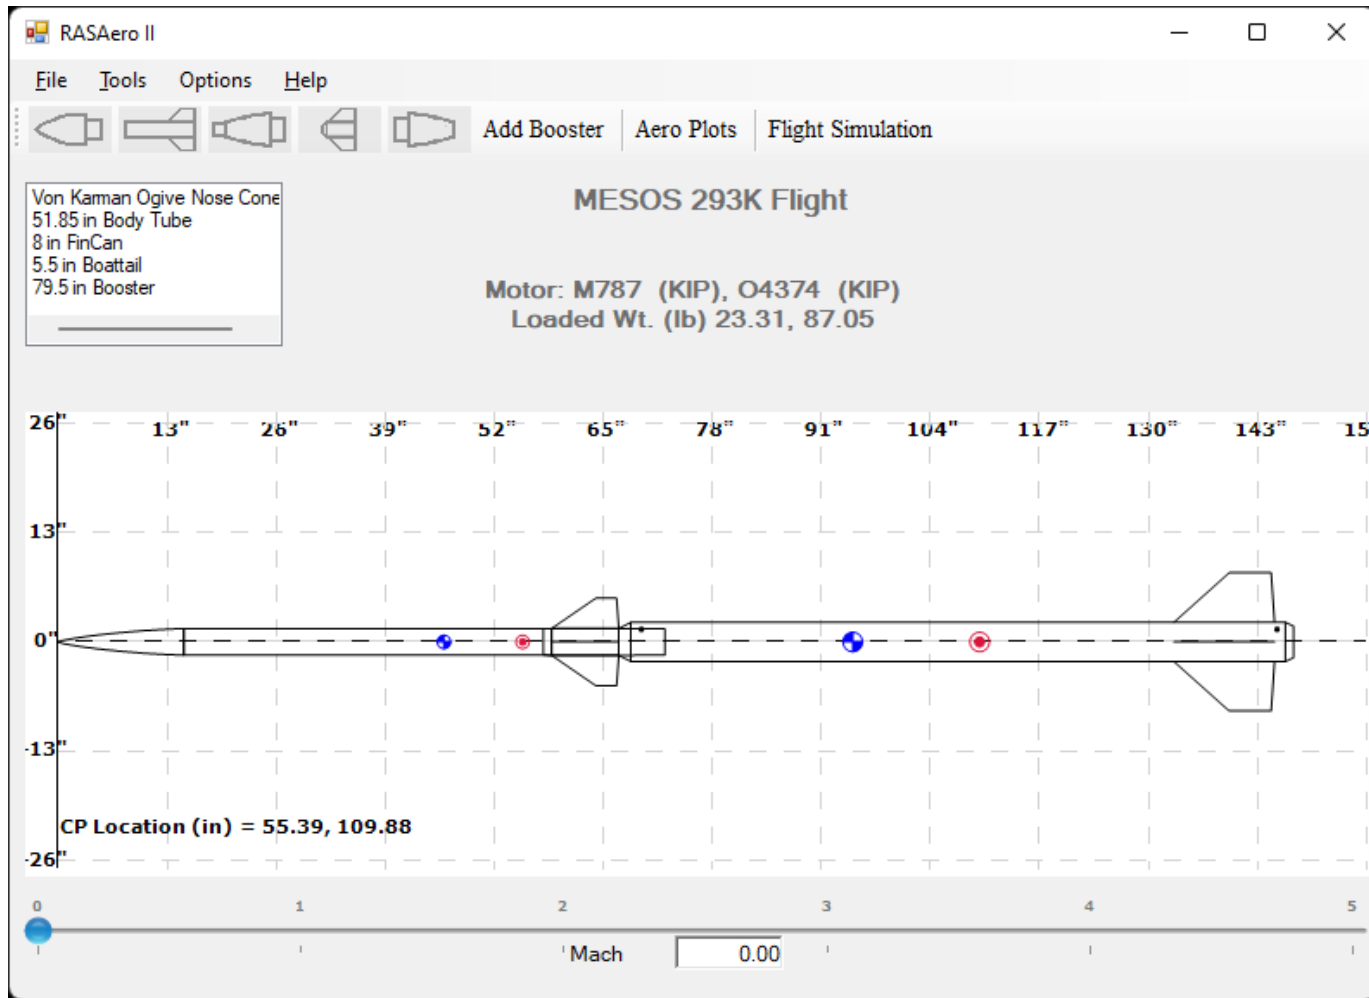 RASAero II
File Tools Options Help
Add Booster Aero Plots Flight Simulation
Von Karman Ogive Nose Cone
51.85 in Body Tube
8 in FinCan
5.5 in Boattail
79.5 in Booster
MESOS 293K Flight
Motor: M787 (KIP), O4374 (KIP)
Loaded Wt. (lb) 23.31, 87.05
26" 13" 26" 39" 52" 65" 78" 91" 104" 117" 130" 143" 15
13"
0"
-13"
CP Location (in) = 55.39, 109.88
-26"
0 1 2 3 4 5
Mach 0.00